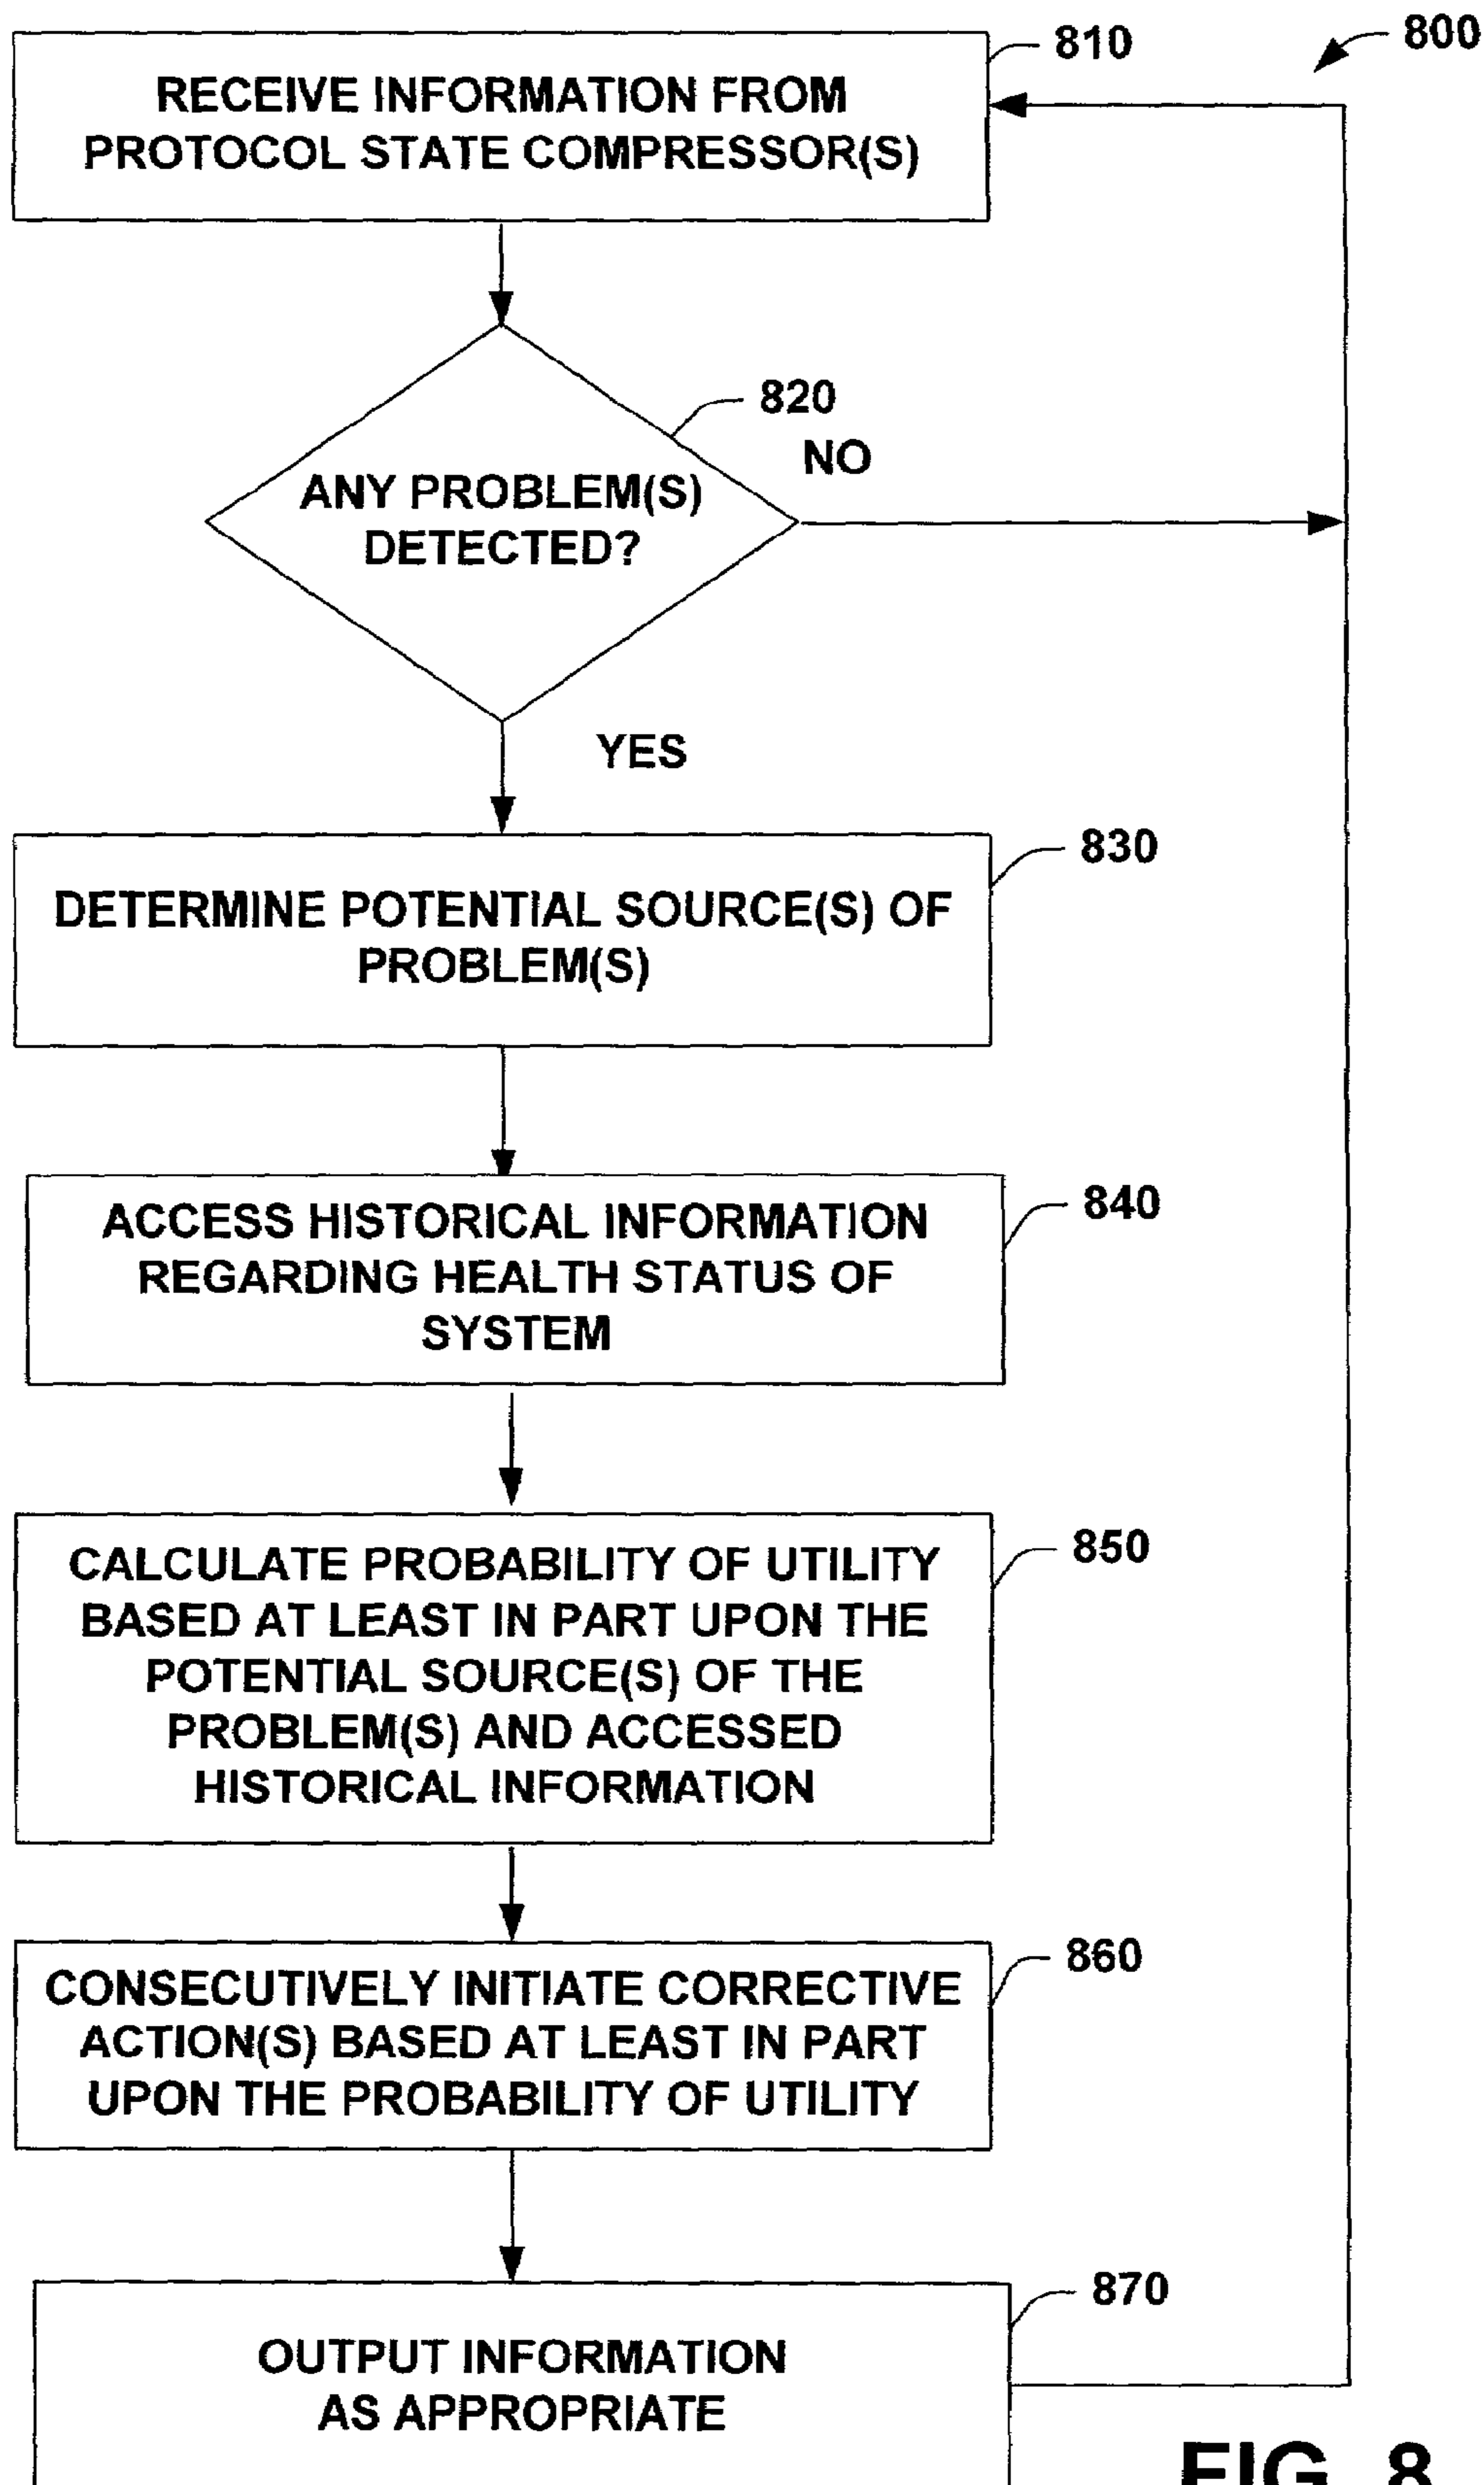 800
810
RECEIVE INFORMATION FROM
PROTOCOL STATE COMPRESSOR(S)
820
NO
ANY PROBLEM(S)
DETECTED?
YES
830
DETERMINE POTENTIAL SOURCE(S) OF
PROBLEM(S)
840
ACCESS HISTORICAL INFORMATION
REGARDING HEALTH STATUS OF
SYSTEM
850
CALCULATE PROBABILITY OF UTILITY
BASED AT LEAST IN PART UPON THE
POTENTIAL SOURCE(S) OF THE
PROBLEM(S) AND ACCESSED
HISTORICAL INFORMATION
860
CONSECUTIVELY INITIATE CORRECTIVE
ACTION(S) BASED AT LEAST IN PART
UPON THE PROBABILITY OF UTILITY
870
OUTPUT INFORMATION
AS APPROPRIATE
FIG. 8